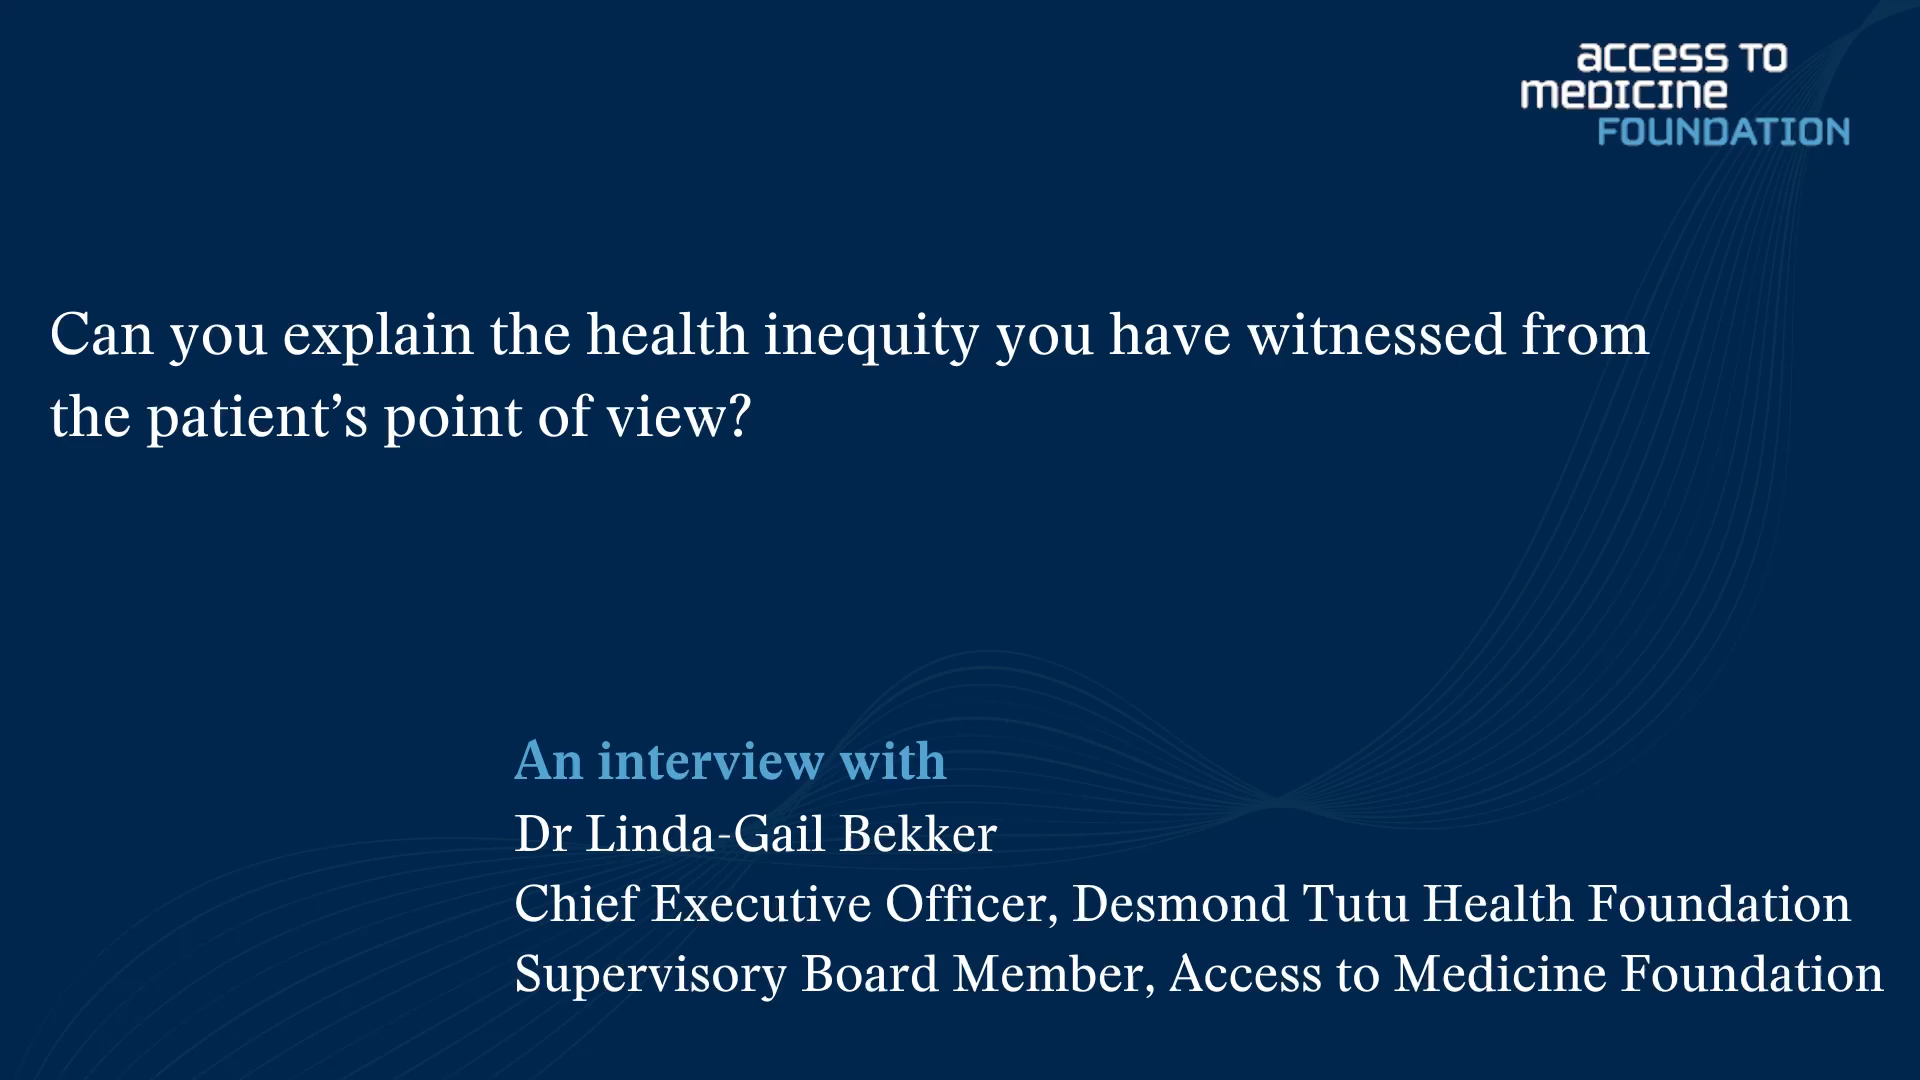 access to
medicine
FOUNDATION
Can you explain the health inequity you have witnessed from
the patient’s point of view?
An interview with
Dr Linda-Gail Bekker
Chief Executive Officer, Desmond Tutu Health Foundation
Supervisory Board Member, Access to Medicine Foundation